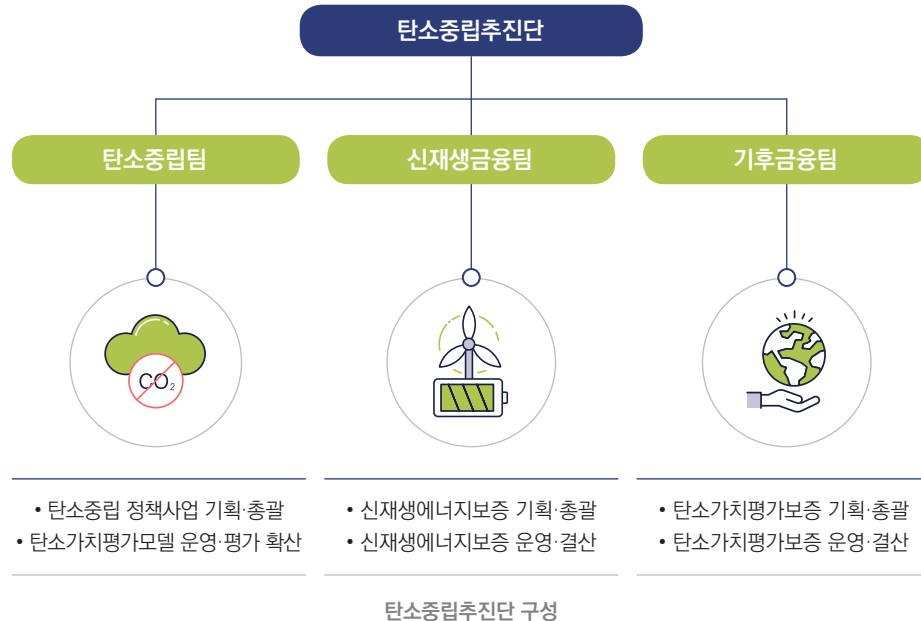 탄소중립추진단
탄소중립팀
신재생금융팀
기후금융팀
CO₂
• 탄소중립 정책사업 기획·총괄
• 탄소가치평가모델 운영·평가 확산
• 신재생에너지보증 기획·총괄
• 신재생에너지보증 운영·결산
• 탄소가치평가보증 기획·총괄
• 탄소가치평가보증 운영·결산
탄소중립추진단 구성